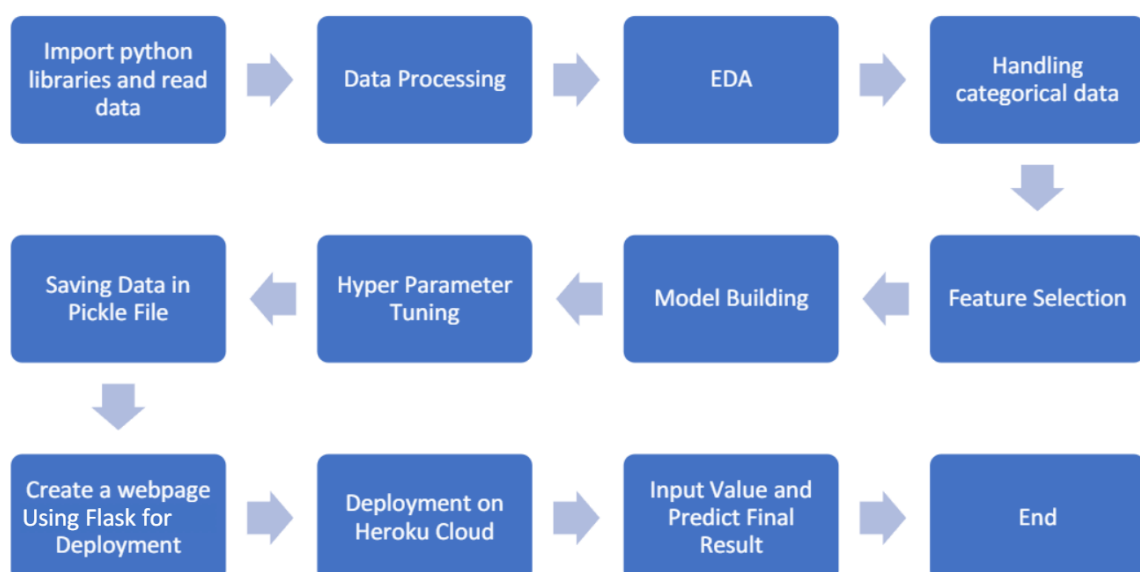 Import python
libraries and read
data
Data Processing
EDA
Handling
categorical data
Feature Selection
Model Building
Hyper Parameter
Tuning
Saving Data in
Pickle File
Create a webpage
Using Flask for
Deployment
Deployment on
Heroku Cloud
Input Value and
Predict Final
Result
End